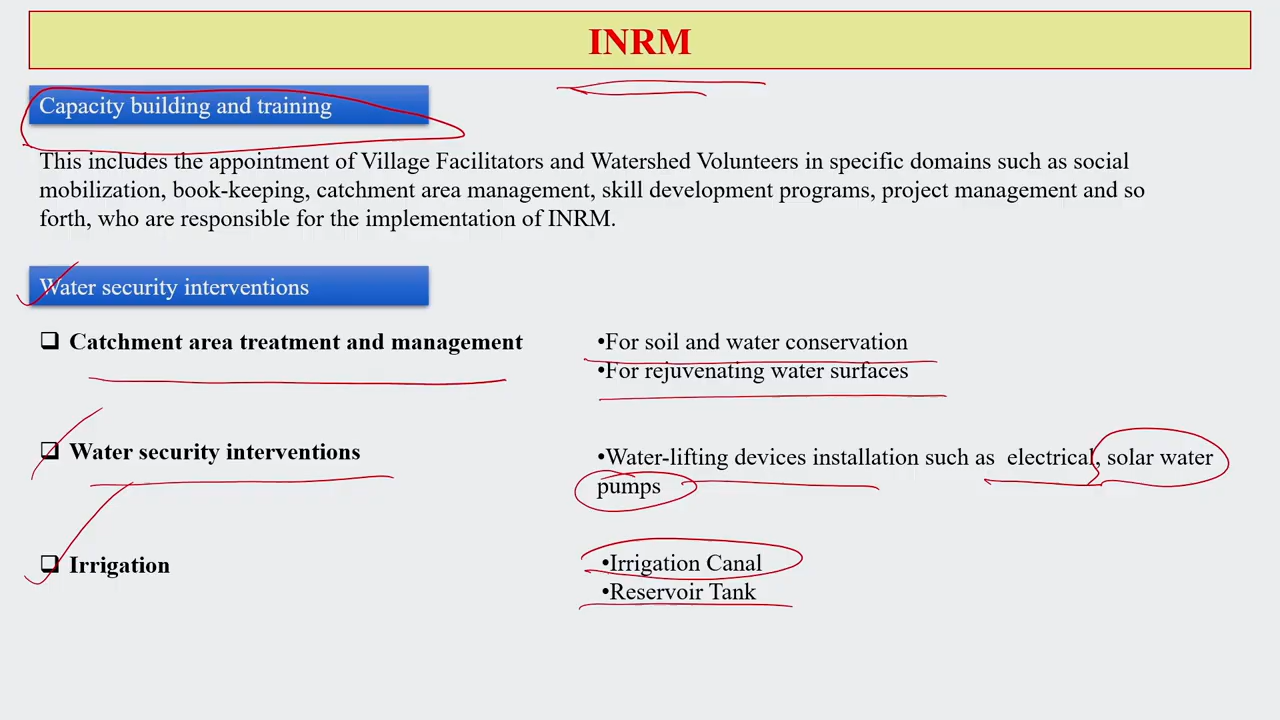 INRM
Capacity building and training
This includes the appointment of Village Facilitators and Watershed Volunteers in specific domains such as social
mobilization, book-keeping, catchment area management, skill development programs, project management and so
forth, who are responsible for the implementation of INRM.
Water security interventions
❑ Catchment area treatment and management
•For soil and water conservation
•For rejuvenating water surfaces
❑ Water security interventions
•Water-lifting devices installation such as electrical, solar water
pumps
❑ Irrigation
•Irrigation Canal
•Reservoir Tank